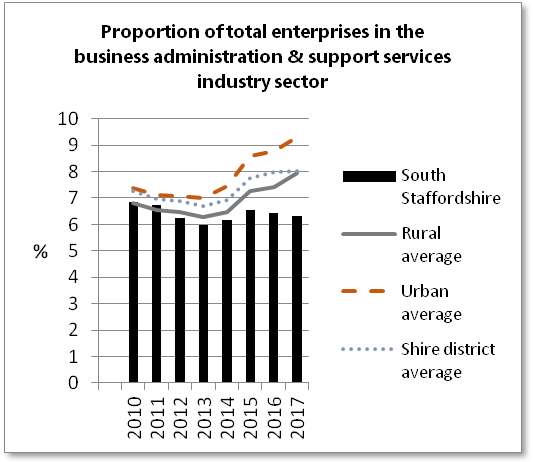 Proportion of total enterprises in the
business administration & support services
industry sector
10
9
8
7
6
5
4
3
2
1
0
%
2010
2011
2012
2013
2014
2015
2016
2017
South
Staffordshire
Rural
average
Urban
average
Shire district
average